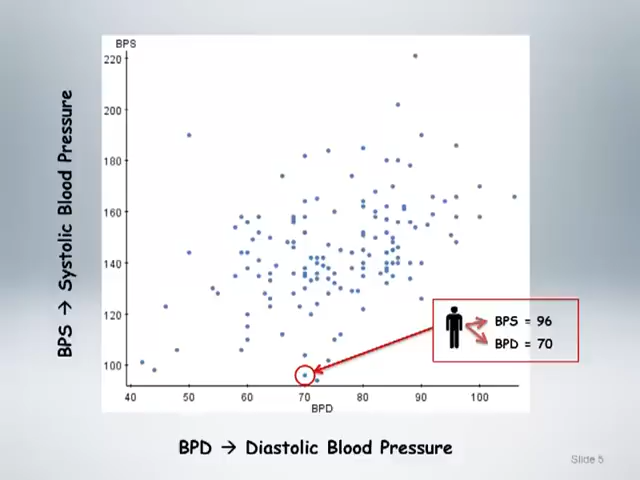 BPS
220
200
180
160
140
120
100
40 50 60 70 80 90 100
BPD
BPS → Systolic Blood Pressure
BPS = 96
BPD = 70
BPD → Diastolic Blood Pressure
Slide 5